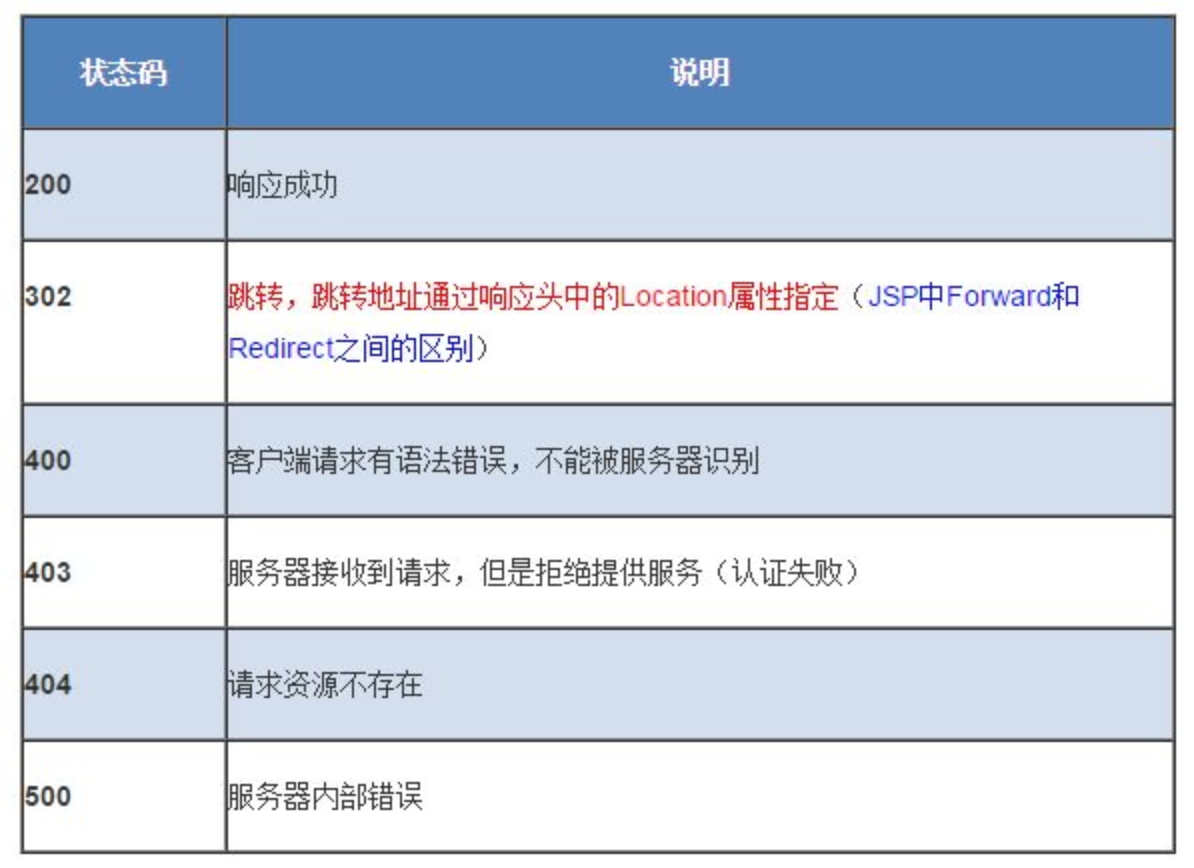 状态码 说明
200 响应成功
302 跳转，跳转地址通过响应头中的Location属性指定（JSP中Forward和
Redirect之间的区别）
400 客户端请求有语法错误，不能被服务器识别
403 服务器接收到请求，但是拒绝提供服务（认证失败）
404 请求资源不存在
500 服务器内部错误